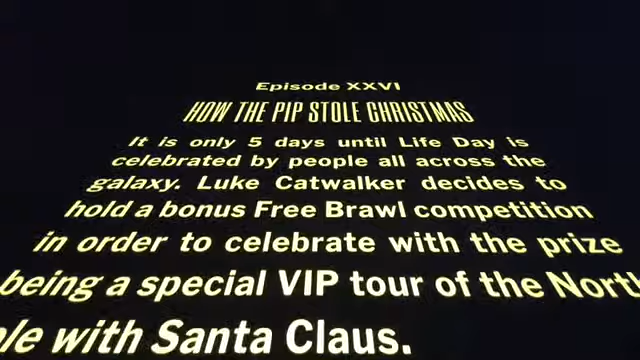 Episode XXVI
HOW THE PIP STOLE CHRISTMAS
It is only 5 days until Life Day is
celebrated by people all across the
galaxy. Luke Catwalker decides to
hold a bonus Free Brawl competition
in order to celebrate with the prize
being a special VIP tour of the
with Santa Claus.